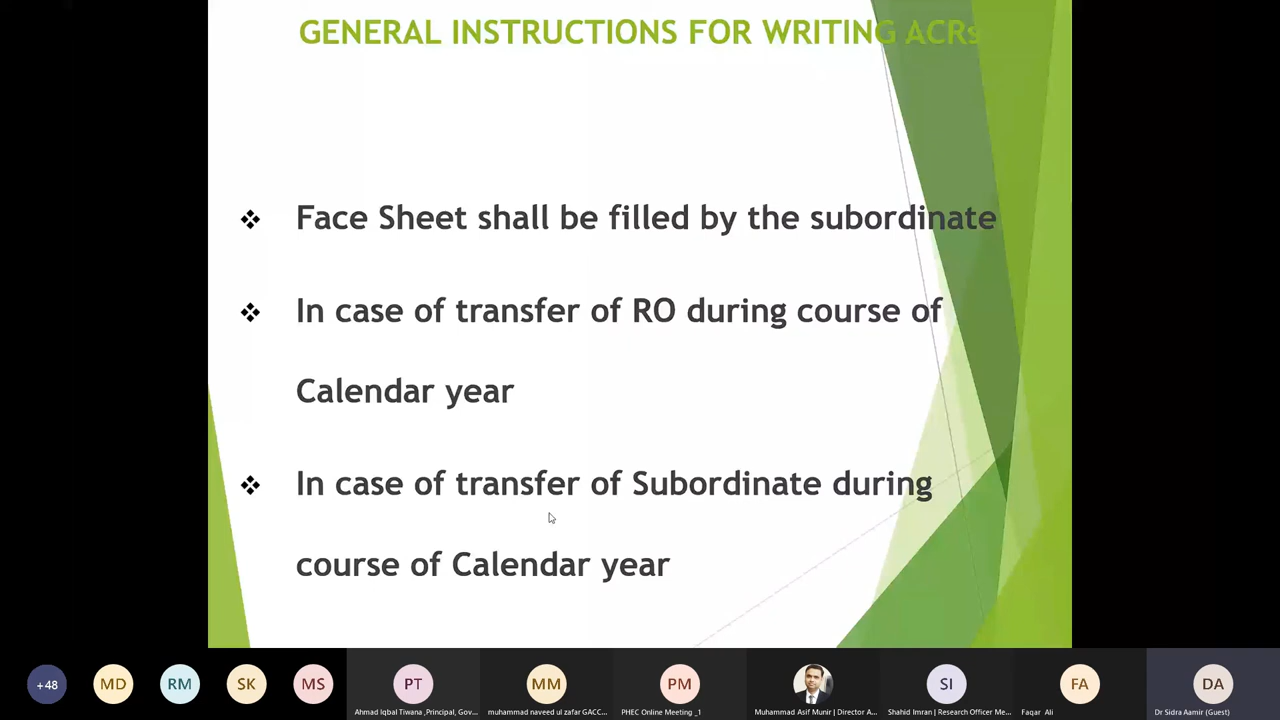 GENERAL INSTRUCTIONS FOR WRITING ACRs
Face Sheet shall be filled by the subordinate
In case of transfer of RO during course of
Calendar year
In case of transfer of Subordinate during
course of Calendar year
+48 MD RM SK MS PT MM PM SI FA DA
Ahmad Iqbal Tiwana ,Principal, Gov... muhammad naveed ul zafar GACC... PHEC Online Meeting _1 Muhammad Asif Munir | Director A... Shahid Imran | Research Officer Me... Faqar Ali Dr Sidra Aamir (Guest)